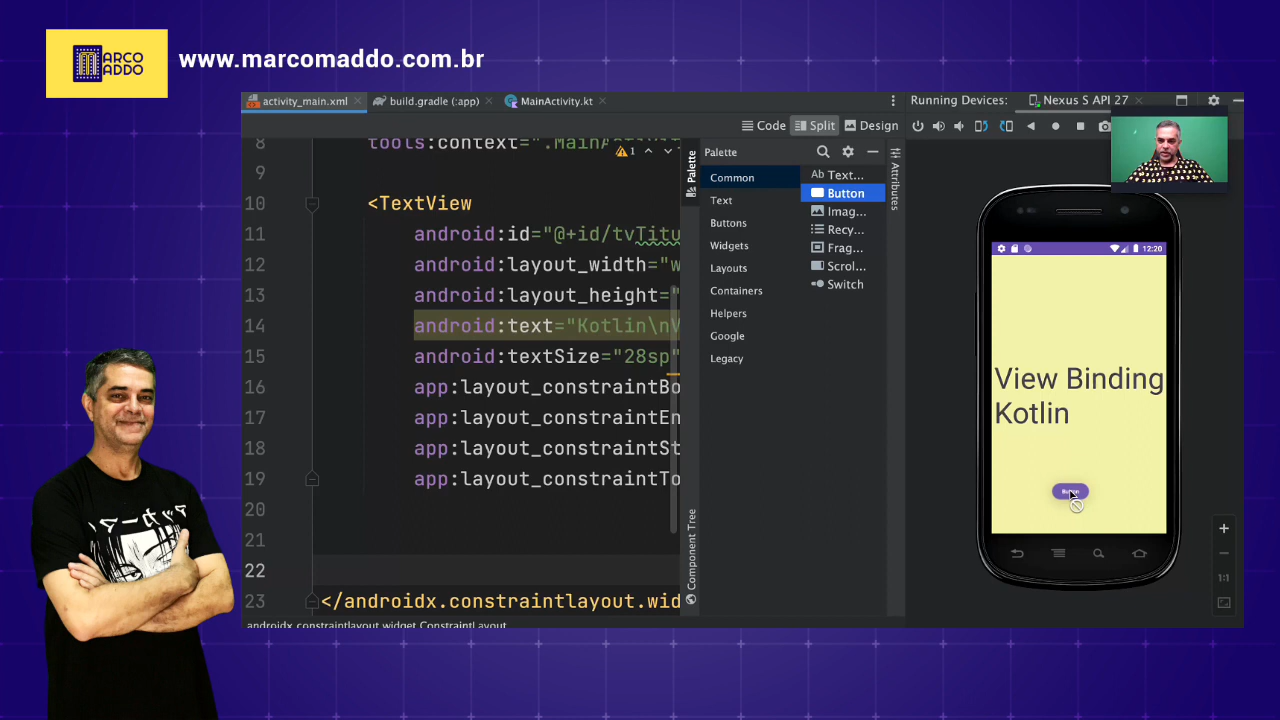 MARCO
MADDO
www.marcomaddo.com.br
activity_main.xml
build.gradle (:app)
MainActivity.kt
Running Devices:
Nexus S API 27
Code
Split
Design
8
tools:context=".MainActivit
1
9
10
<TextView
11
android:id="@+id/tvTitu
12
android:layout_width="w
13
android:layout_height="
14
android:text="Kotlin\nV
15
android:textSize="28sp"
16
app:layout_constraintBo
17
app:layout_constraintEn
18
app:layout_constraintSt
19
app:layout_constraintTo
20
21
22
23
</androidx.constraintlayout.wid
androidx.constraintlayout.widget.ConstraintLayout
Palette
Component Tree
Palette
Common
Text
Buttons
Widgets
Layouts
Containers
Helpers
Google
Legacy
Ab Text...
Button
Imag...
Recy...
Frag...
Scrol...
Switch
Attributes
12:20
View Binding
Kotlin
1:1